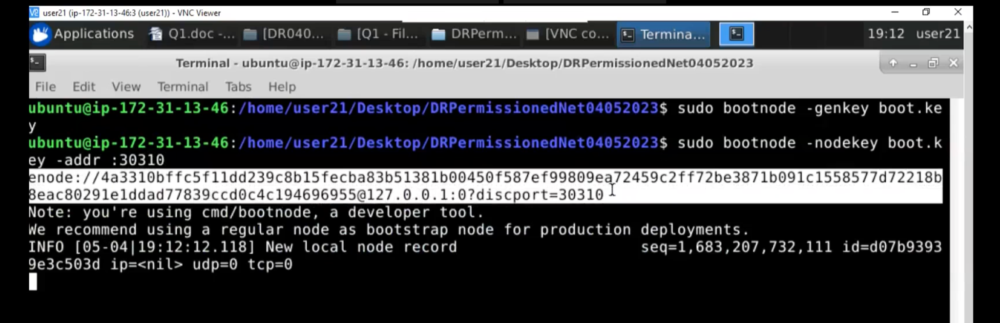 user21 (ip-172-31-13-46:3 (user21)) - VNC Viewer
Applications Q1.doc -... [DR040... [Q1 - Fil... DRPerm... [VNC co... Termina... 19:12 user21
Terminal - ubuntu@ip-172-31-13-46: /home/user21/Desktop/DRPermissionedNet04052023
File Edit View Terminal Tabs Help
ubuntu@ip-172-31-13-46:/home/user21/Desktop/DRPermissionedNet04052023$ sudo bootnode -genkey boot.ke
y
ubuntu@ip-172-31-13-46:/home/user21/Desktop/DRPermissionedNet04052023$ sudo bootnode -nodekey boot.k
ey -addr :30310
enode://4a3310bffc5f11dd239c8b15fecba83b51381b00450f587ef99809ea72459c2ff72be3871b091c1558577d72218b
8eac80291e1ddad77839ccd0c4c194696955@127.0.0.1:0?discport=30310
Note: you're using cmd/bootnode, a developer tool.
We recommend using a regular node as bootstrap node for production deployments.
INFO [05-04|19:12:12.118] New local node record seq=1,683,207,732,111 id=d07b9393
9e3c503d ip=<nil> udp=0 tcp=0